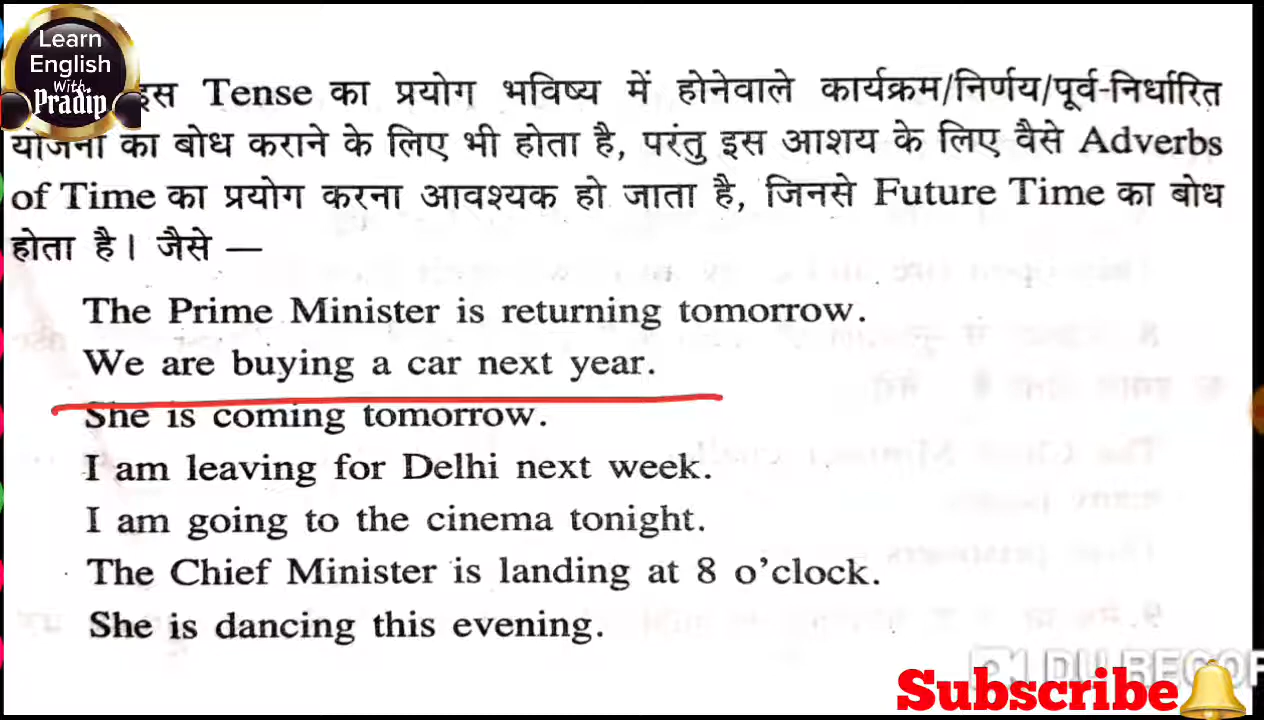 Learn
English
With
Pradip
इस Tense का प्रयोग भविष्य में होनेवाले कार्यक्रम/निर्णय/पूर्व-निर्धारित
योजना का बोध कराने के लिए भी होता है, परंतु इस आशय के लिए वैसे Adverbs
of Time का प्रयोग करना आवश्यक हो जाता है, जिनसे Future Time का बोध
होता है। जैसे —
The Prime Minister is returning tomorrow.
We are buying a car next year.
She is coming tomorrow.
I am leaving for Delhi next week.
I am going to the cinema tonight.
The Chief Minister is landing at 8 o'clock.
She is dancing this evening.
DU RECOR
Subscribe